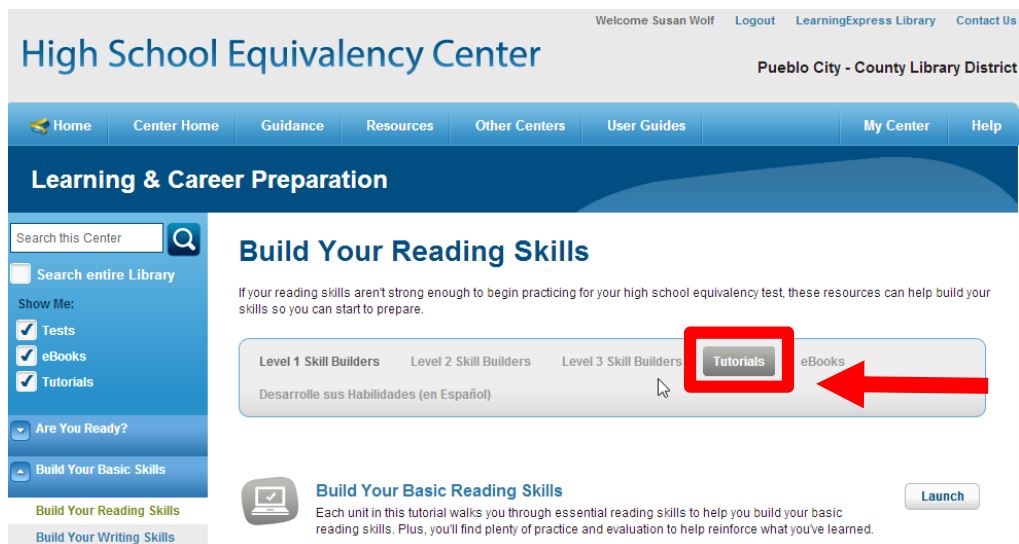 Welcome Susan Wolf Logout LearningExpress Library Contact Us
High School Equivalency Center
Pueblo City - County Library District
Home Center Home Guidance Resources Other Centers User Guides My Center Help
Learning & Career Preparation
Search this Center
Search entire Library
Show Me:
Tests
eBooks
Tutorials
Are You Ready?
Build Your Basic Skills
Build Your Reading Skills
Build Your Writing Skills
Build Your Reading Skills
If your reading skills aren't strong enough to begin practicing for your high school equivalency test, these resources can help build your
skills so you can start to prepare.
Level 1 Skill Builders Level 2 Skill Builders Level 3 Skill Builders Tutorials eBooks
Desarrolle sus Habilidades (en Español)
Build Your Basic Reading Skills
Launch
Each unit in this tutorial walks you through essential reading skills to help you build your basic
reading skills. Plus, you'll find plenty of practice and evaluation to help reinforce what you've learned.